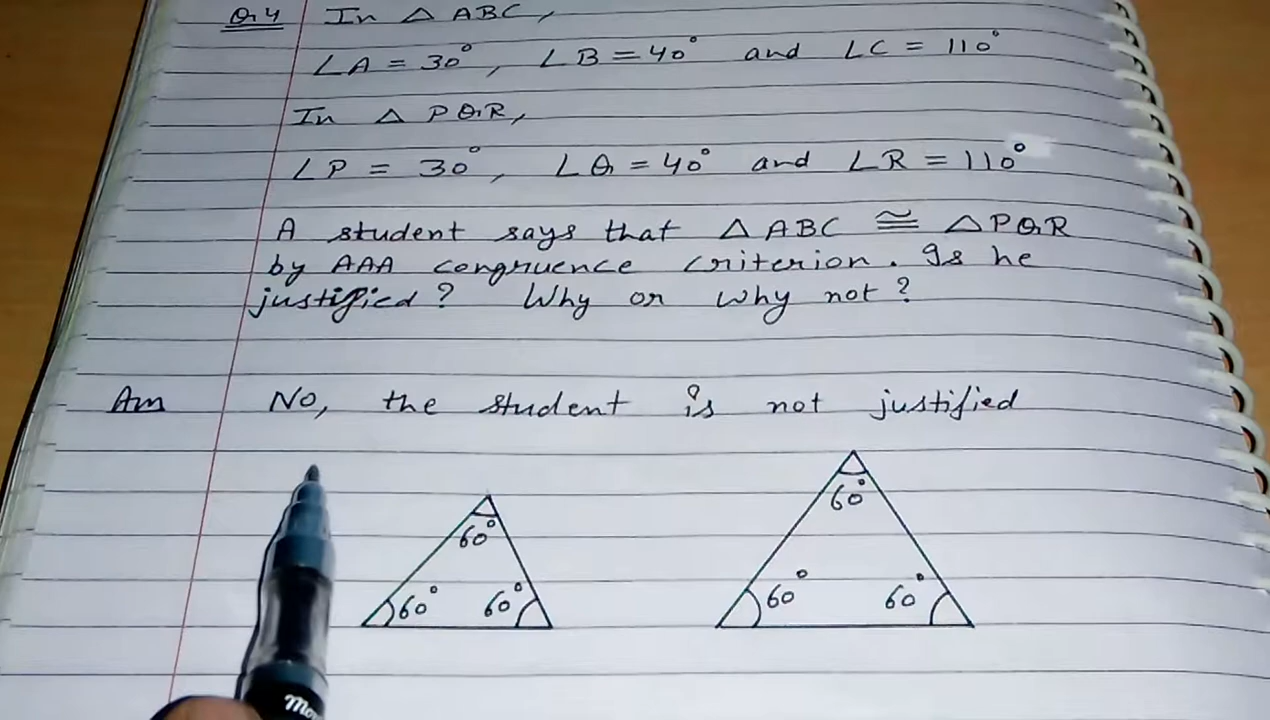 Q4 In △ ABC,
∠A = 30°, ∠B = 40° and ∠C = 110°
In △ PQR,
∠P = 30°, ∠Q = 40° and ∠R = 110°
A student says that △ABC ≅ △PQR
by AAA congruence criterion. Is he
justified? Why or why not?
Ans No, the student is not justified
60° 60°
60° 60° 60° 60°